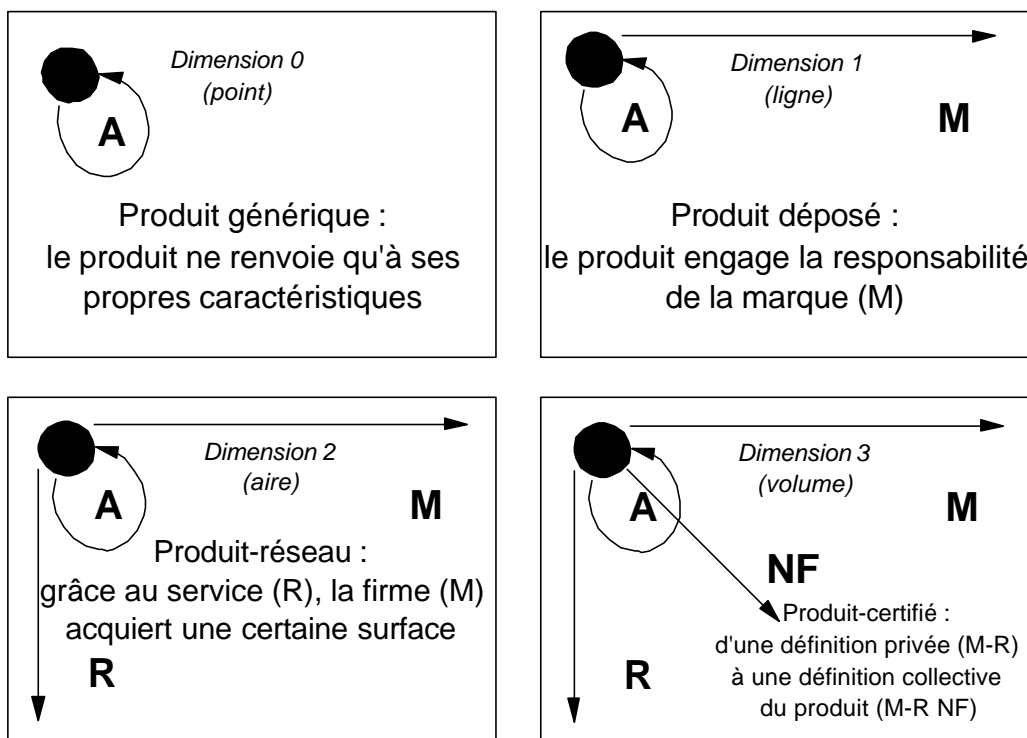 Dimension 0
(point)
A
Produit générique :
le produit ne renvoie qu'à ses
propres caractéristiques
Dimension 1
(ligne)
A
M
Produit déposé :
le produit engage la responsabilité
de la marque (M)
Dimension 2
(aire)
A
M
Produit-réseau :
grâce au service (R), la firme (M)
acquiert une certaine surface
R
Dimension 3
(volume)
A
M
NF
Produit-certifié :
d'une définition privée (M-R)
à une définition collective
du produit (M-R NF)
R